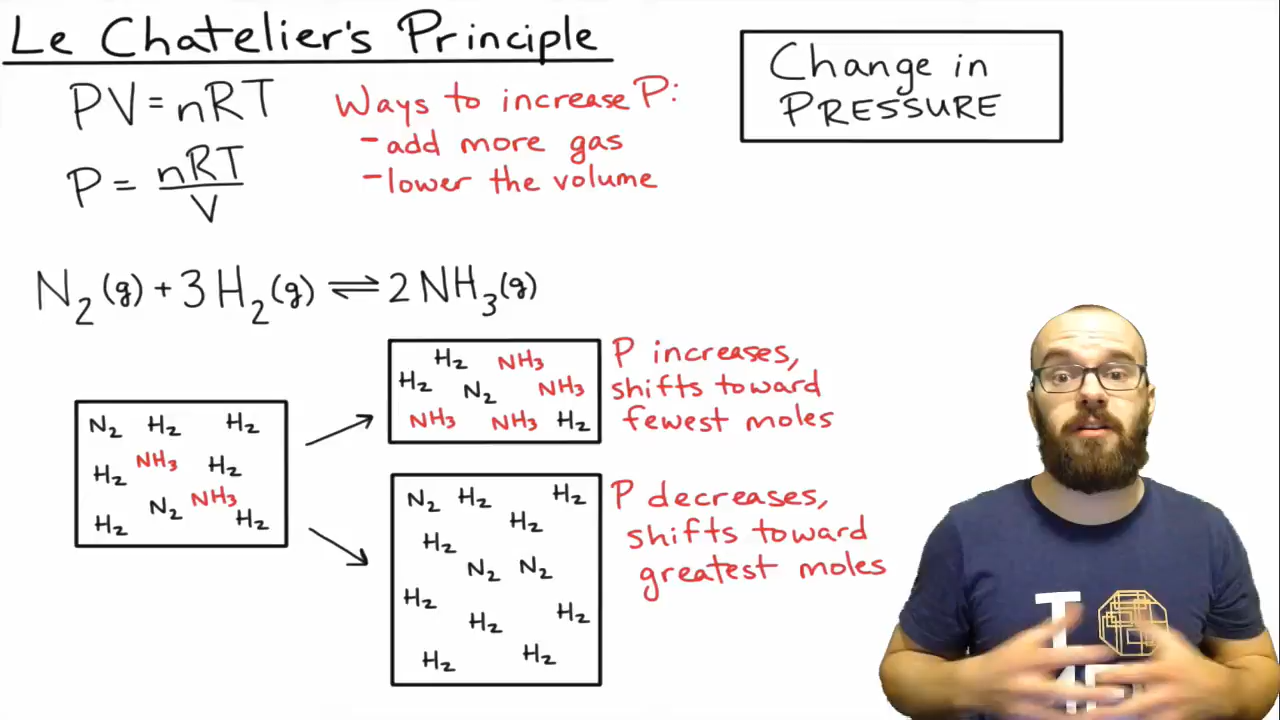 Le Chatelier's Principle
Change in
PRESSURE
PV = nRT
P = nRT/V
Ways to increase P:
- add more gas
- lower the volume
N₂(g) + 3H₂(g) ⇌ 2NH₃(g)
N₂ H₂ H₂
NH₃
H₂ H₂
N₂ NH₃
H₂ H₂
H₂ NH₃
H₂ N₂ NH₃
NH₃ NH₃ H₂
P increases,
shifts toward
fewest moles
N₂ H₂ H₂
H₂
H₂
N₂ N₂
H₂
H₂ H₂
H₂ H₂
P decreases,
shifts toward
greatest moles